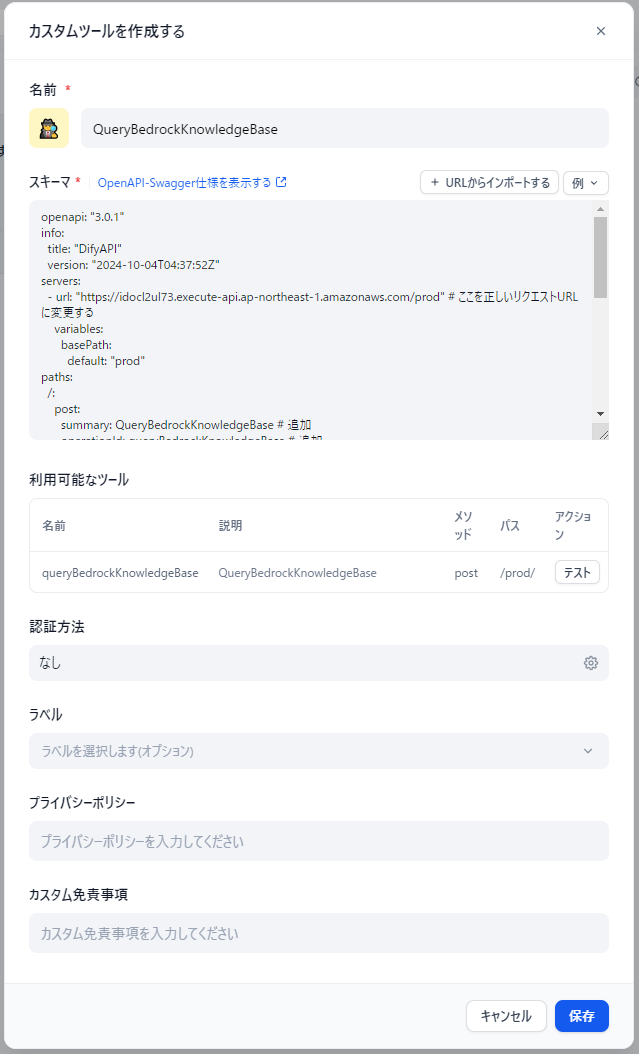 カスタムツールを作成する
名前 *
QueryBedrockKnowledgeBase
スキーマ * OpenAPI-Swagger仕様を表示する + URLからインポートする 例
openapi: "3.0.1"
info:
title: "DifyAPI"
version: "2024-10-04T04:37:52Z"
servers:
- url: "https://idocl2ul73.execute-api.ap-northeast-1.amazonaws.com/prod" # ここを正しいリクエストURL
に変更する
variables:
basePath:
default: "prod"
paths:
/:
post:
summary: QueryBedrockKnowledgeBase # 追加
operationId: queryBedrockKnowledgeBase # 追加
利用可能なツール
名前 説明 メソ
ッド パス アクショ
ン
queryBedrockKnowledgeBase QueryBedrockKnowledgeBase post /prod/ テスト
認証方法
なし
ラベル
ラベルを選択します(オプション)
プライバシーポリシー
プライバシーポリシーを入力してください
カスタム免責事項
カスタム免責事項を入力してください
キャンセル 保存